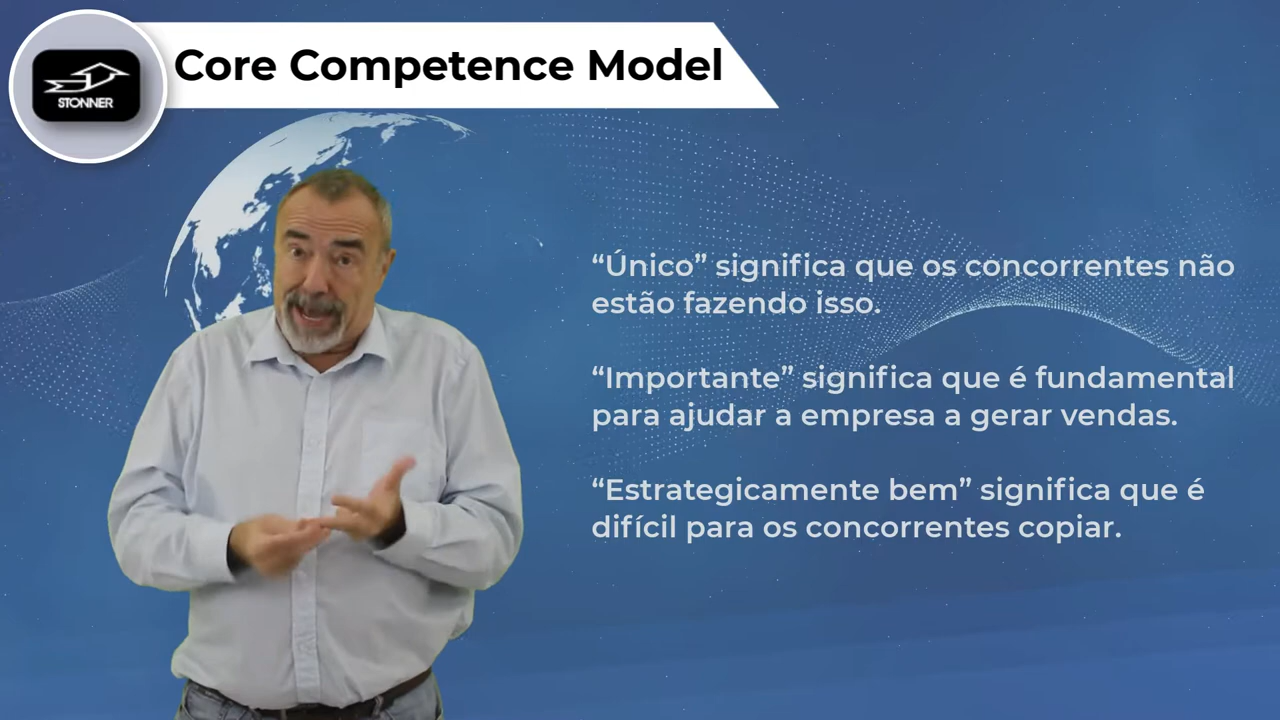 Core Competence Model
STONNER
“Único” significa que os concorrentes não
estão fazendo isso.
“Importante” significa que é fundamental
para ajudar a empresa a gerar vendas.
“Estrategicamente bem” significa que é
difícil para os concorrentes copiar.